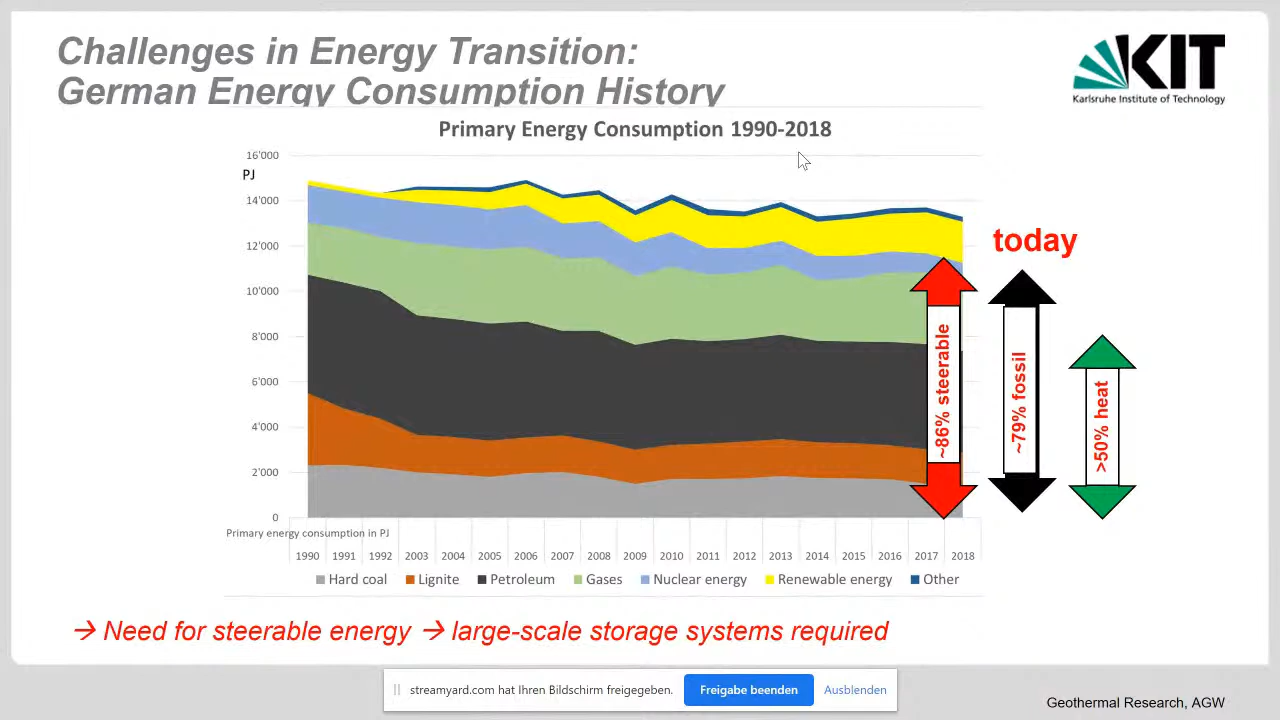 Challenges in Energy Transition:
German Energy Consumption History
KIT
Karlsruhe Institute of Technology
Primary Energy Consumption 1990-2018
16'000
PJ
14'000
12'000
10'000
8'000
6'000
4'000
2'000
0
today
~86% steerable
~79% fossil
>50% heat
Primary energy consumption in PJ
1990 1991 1992 2003 2004 2005 2006 2007 2008 2009 2010 2011 2012 2013 2014 2015 2016 2017 2018
Hard coal Lignite Petroleum Gases Nuclear energy Renewable energy Other
→ Need for steerable energy → large-scale storage systems required
streamyard.com hat Ihren Bildschirm freigegeben. Freigabe beenden Ausblenden
Geothermal Research, AGW